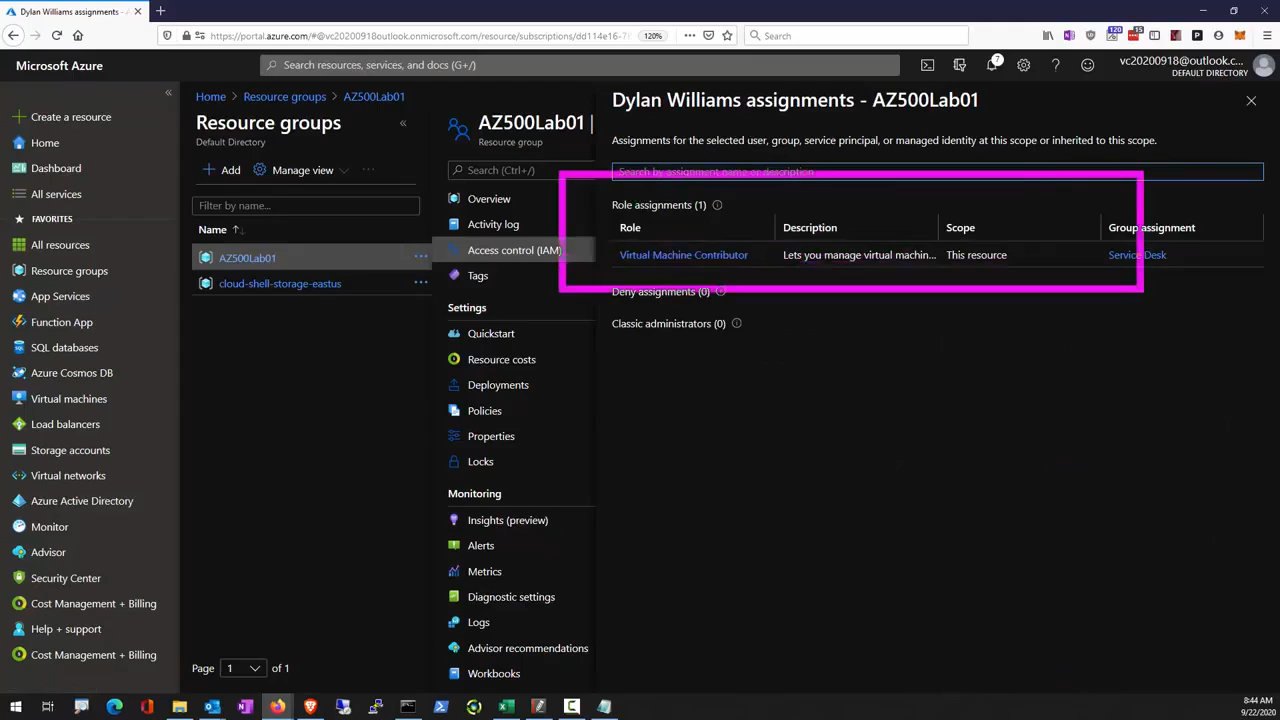 Dylan Williams assignments -
https://portal.azure.com/#@vc20200918outlook.onmicrosoft.com/resource/subscriptions/dd114e16-76
120%
Search
120
15
Microsoft Azure
Search resources, services, and docs (G+/)
7
vc20200918@outlook.c...
DEFAULT DIRECTORY
Create a resource
Home
Dashboard
All services
FAVORITES
All resources
Resource groups
App Services
Function App
SQL databases
Azure Cosmos DB
Virtual machines
Load balancers
Storage accounts
Virtual networks
Azure Active Directory
Monitor
Advisor
Security Center
Cost Management + Billing
Help + support
Cost Management + Billing
Home > Resource groups > AZ500Lab01
Resource groups
Default Directory
Add Manage view
Filter by name...
Name
AZ500Lab01
cloud-shell-storage-eastus
Page 1 of 1
AZ500Lab01 |
Resource group
Search (Ctrl+/)
Overview
Activity log
Access control (IAM)
Tags
Settings
Quickstart
Resource costs
Deployments
Policies
Properties
Locks
Monitoring
Insights (preview)
Alerts
Metrics
Diagnostic settings
Logs
Advisor recommendations
Workbooks
Dylan Williams assignments - AZ500Lab01
Assignments for the selected user, group, service principal, or managed identity at this scope or inherited to this scope.
Search by assignment name or description
Role assignments (1)
Role Description Scope Group assignment
Virtual Machine Contributor Lets you manage virtual machin... This resource Service Desk
Deny assignments (0)
Classic administrators (0)
8:44 AM
9/22/2020